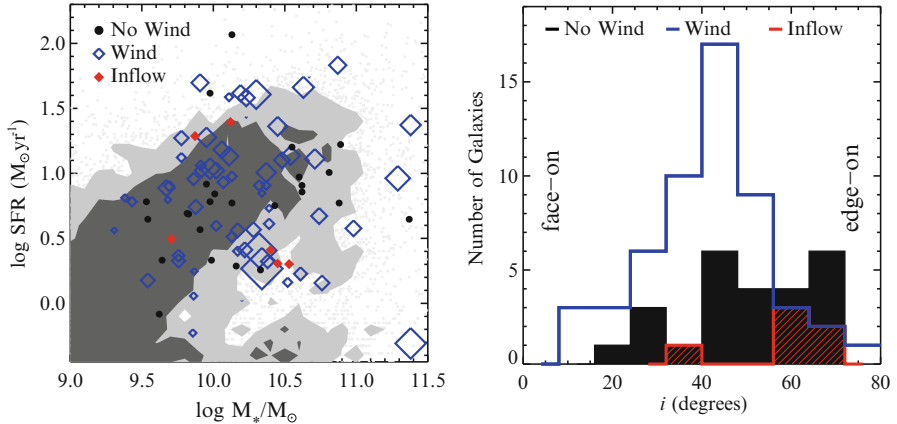 No Wind
Wind
Inflow
2.0
1.5
1.0
0.5
0.0
log SFR (M☉yr⁻¹)
9.0 9.5 10.0 10.5 11.0 11.5
log M*/M☉
No Wind Wind Inflow
15
10
5
0
Number of Galaxies
face−on
edge−on
0 20 40 60 80
i (degrees)